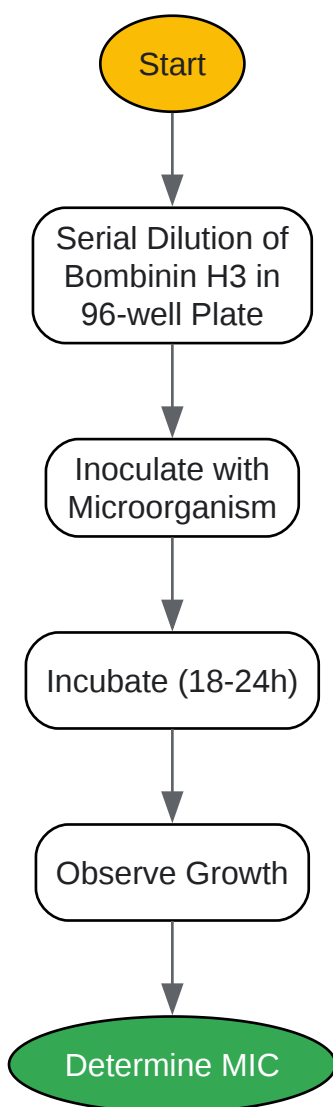 Start
Serial Dilution of
Bombinin H3 in
96-well Plate
Inoculate with
Microorganism
Incubate (18-24h)
Observe Growth
Determine MIC